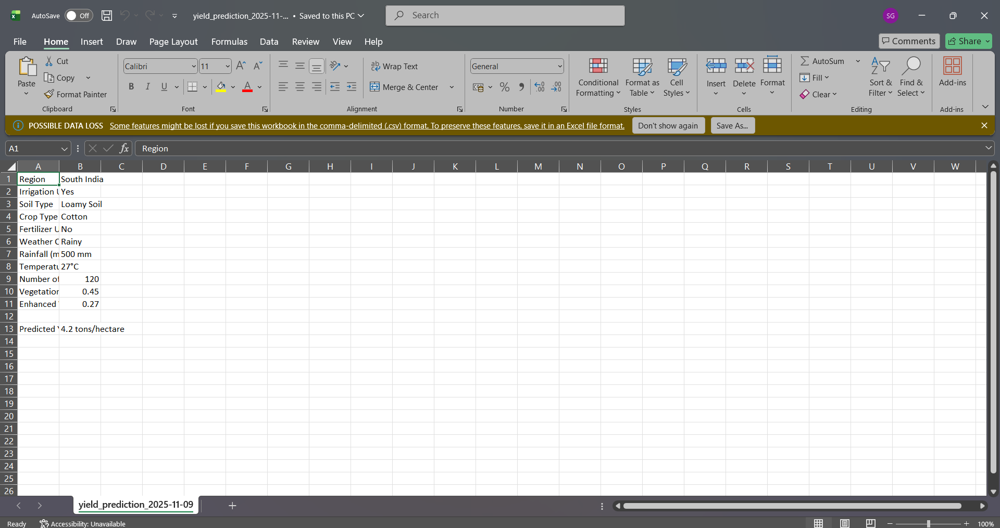 AutoSave Off yield_prediction_2025-11-... • Saved to this PC Search SG
File Home Insert Draw Page Layout Formulas Data Review View Help Comments Share
Paste Cut Copy Format Painter
Calibri 11
B I U A
Wrap Text
Merge & Center
General
Conditional Formatting Format as Table Cell Styles
Insert Delete Format
AutoSum
Fill
Clear
Sort & Filter Find & Select
Add-ins
Clipboard Font Alignment Number Styles Cells Editing Add-ins
POSSIBLE DATA LOSS Some features might be lost if you save this workbook in the comma-delimited (.csv) format. To preserve these features, save it in an Excel file format. Don't show again Save As...
A1 fx Region
A B C D E F G H I J K L M N O P Q R S T U V W
1 Region South India
2 Irrigation U Yes
3 Soil Type Loamy Soil
4 Crop Type Cotton
5 Fertilizer U No
6 Weather C Rainy
7 Rainfall (m 500 mm
8 Temperatu 27°C
9 Number of 120
10 Vegetation 0.45
11 Enhanced 0.27
12
13 Predicted Y 4.2 tons/hectare
14
15
16
17
18
19
20
21
22
23
24
25
26
yield_prediction_2025-11-09
Ready Accessibility: Unavailable 100%